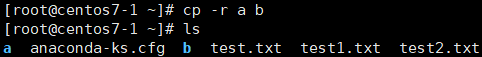 [root@centos7-1 ~]# cp -r a b
[root@centos7-1 ~]# ls
a  anaconda-ks.cfg  b  test.txt  test1.txt  test2.txt